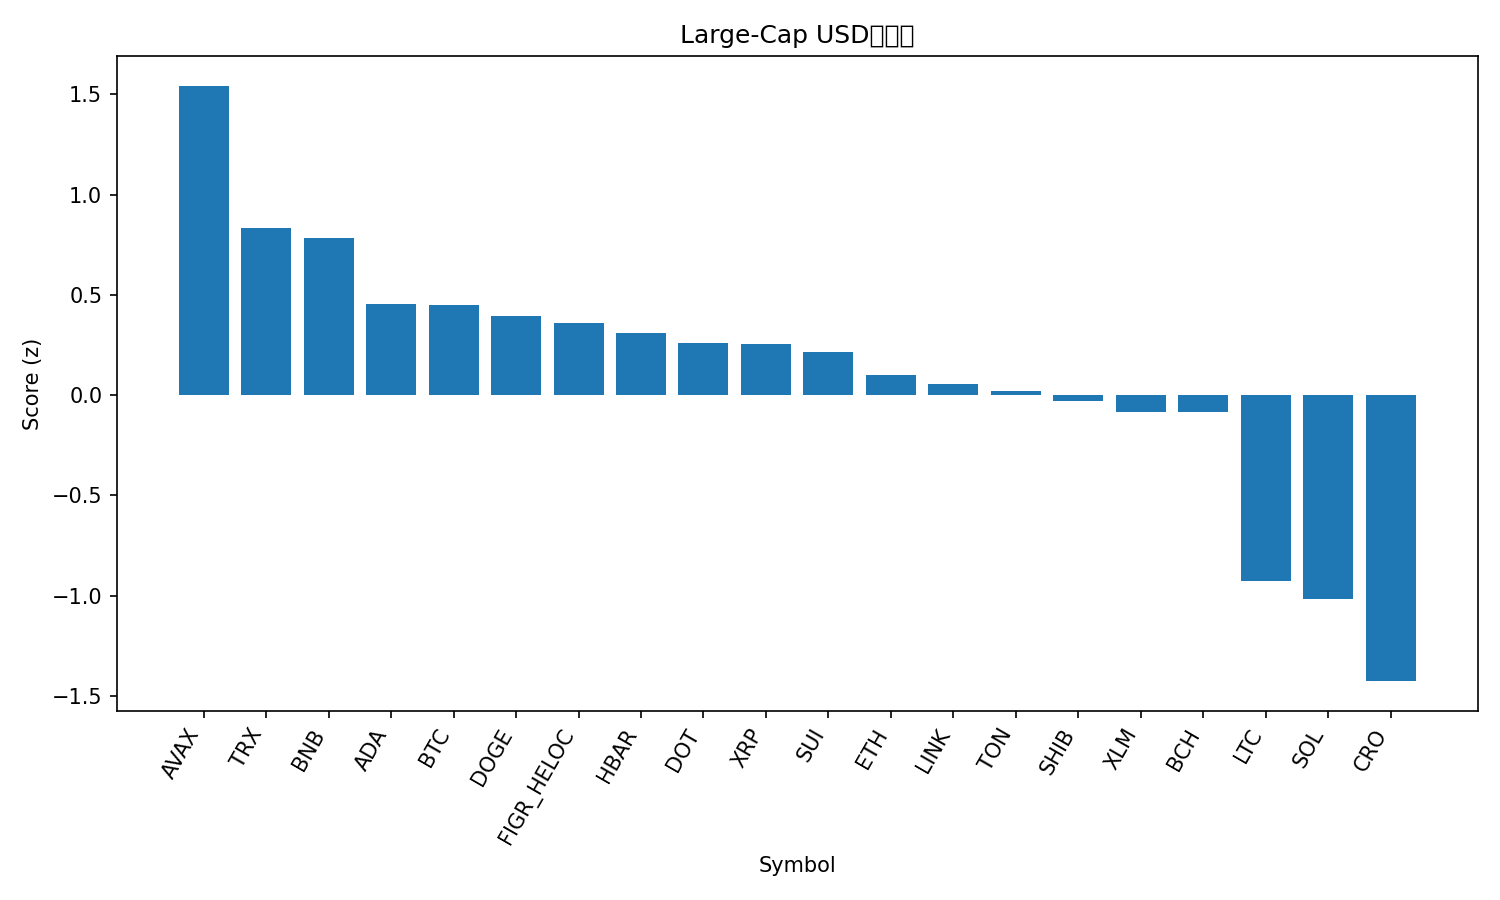 Large-Cap USD
Score (z)
1.5
1.0
0.5
0.0
−0.5
−1.0
−1.5
AVAX
TRX
BNB
ADA
BTC
DOGE
FIGR_HELOC
HBAR
DOT
XRP
SUI
ETH
LINK
TON
SHIB
XLM
BCH
LTC
SOL
CRO
Symbol